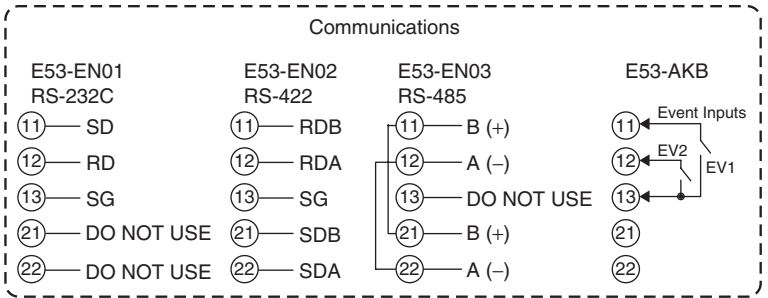 Communications
E53-EN01 E53-EN02 E53-EN03 E53-AKB
RS-232C RS-422 RS-485
11 SD 11 RDB 11 B (+) 11 Event Inputs
12 RD 12 RDA 12 A (−) 12 EV2 EV1
13 SG 13 SG 13 DO NOT USE 13
21 DO NOT USE 21 SDB 21 B (+) 21
22 DO NOT USE 22 SDA 22 A (−) 22